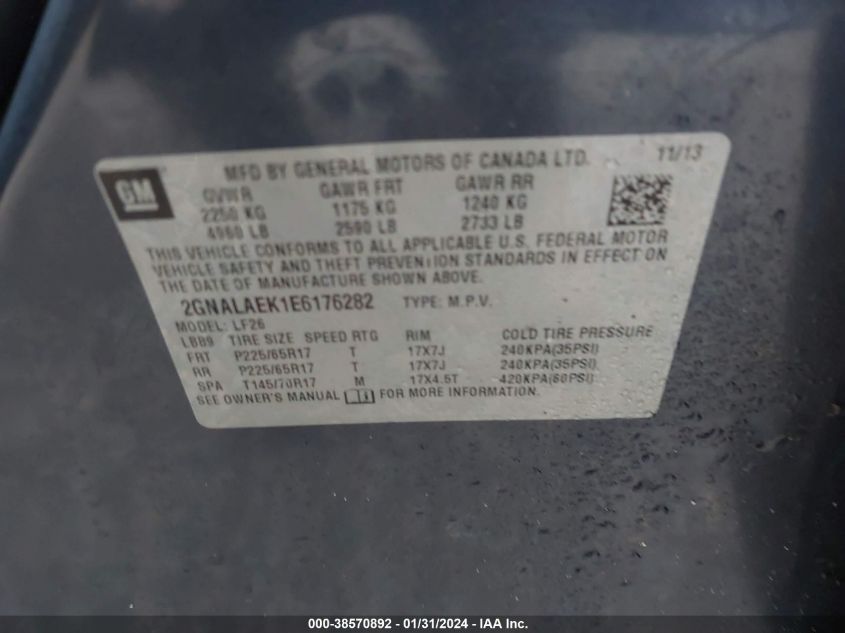 GM
MFD BY GENERAL MOTORS OF CANADA LTD. 11/13
GVWR GAWR FRT GAWR RR
2250 KG 1175 KG 1240 KG
4960 LB 2590 LB 2733 LB
THIS VEHICLE CONFORMS TO ALL APPLICABLE U.S. FEDERAL MOTOR
VEHICLE SAFETY AND THEFT PREVENTION STANDARDS IN EFFECT ON
THE DATE OF MANUFACTURE SHOWN ABOVE.
2GNALAEK1E6176282 TYPE: M.P.V.
MODEL: LF26
LBB9 TIRE SIZE SPEED RTG RIM COLD TIRE PRESSURE
FRT P225/65R17 T 17X7J 240KPA(35PSI)
RR P225/65R17 T 17X7J 240KPA(35PSI)
SPA T145/70R17 M 17X4.5T 420KPA(60PSI)
SEE OWNER'S MANUAL FOR MORE INFORMATION.
000-38570892 - 01/31/2024 - IAA Inc.